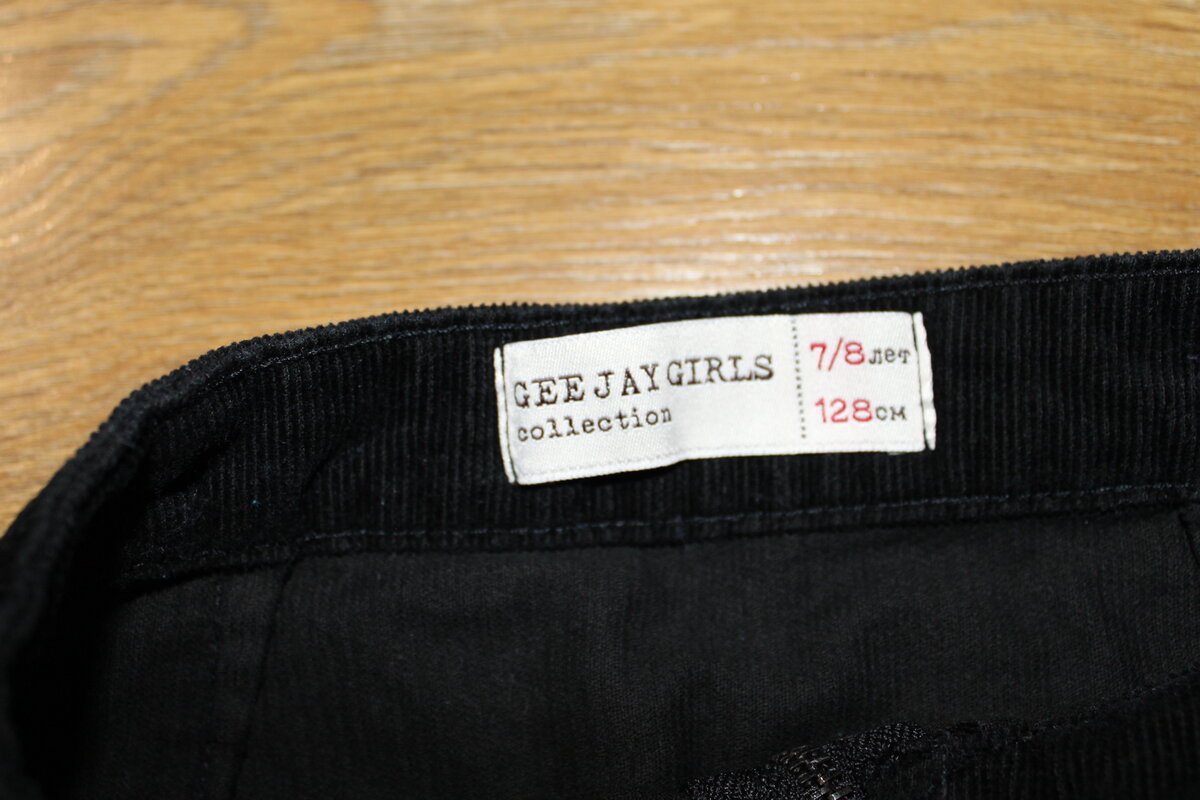 GEE JAY GIRLS
collection
7/8 лет
128 см